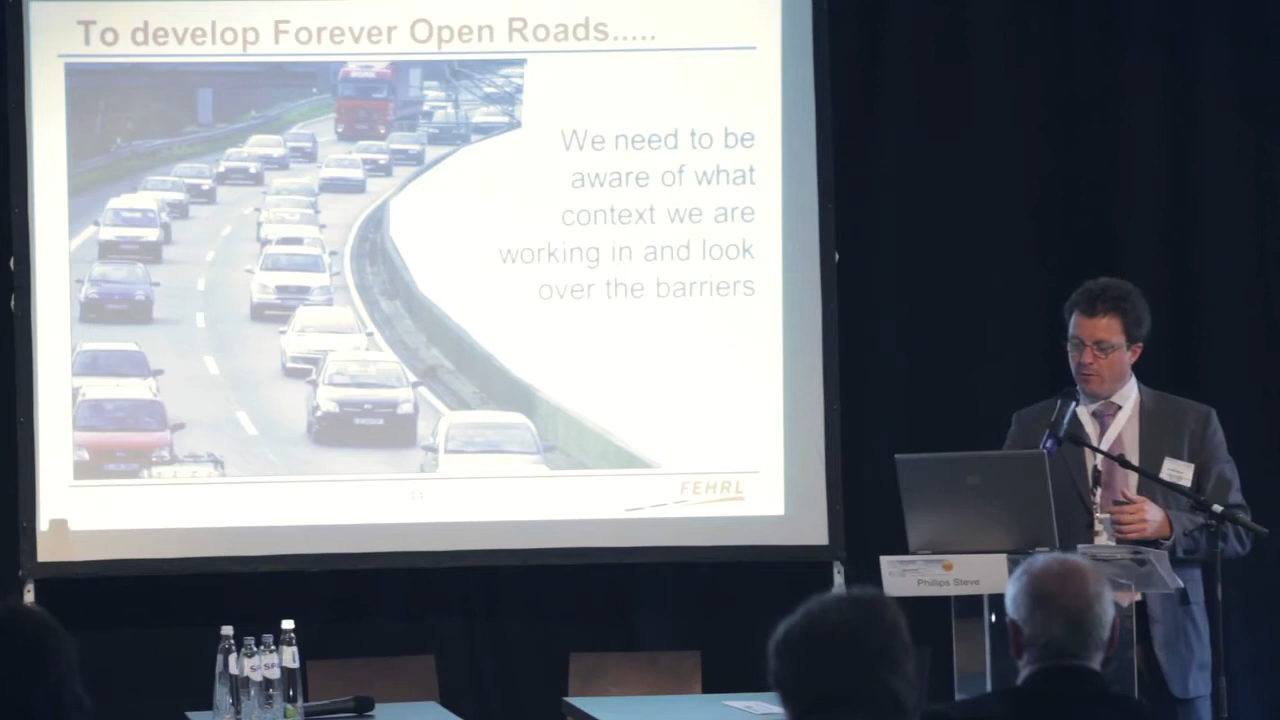 To develop Forever Open Roads.....
We need to be
aware of what
context we are
working in and look
over the barriers
FEHRL
Phillips Steve